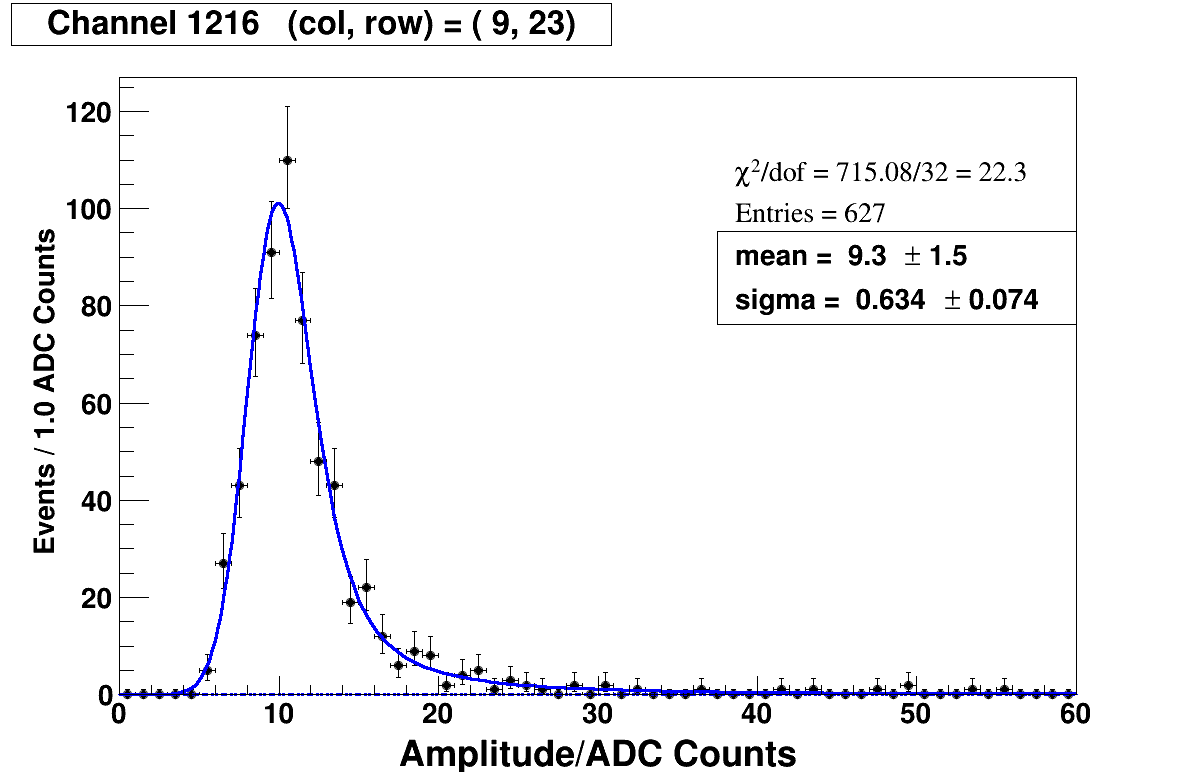 Channel 1216 (col, row) = ( 9, 23)
120
100
80
60
40
20
0
Events / 1.0 ADC Counts
χ²/dof = 715.08/32 = 22.3
Entries = 627
mean = 9.3 ± 1.5
sigma = 0.634 ± 0.074
0 10 20 30 40 50 60
Amplitude/ADC Counts